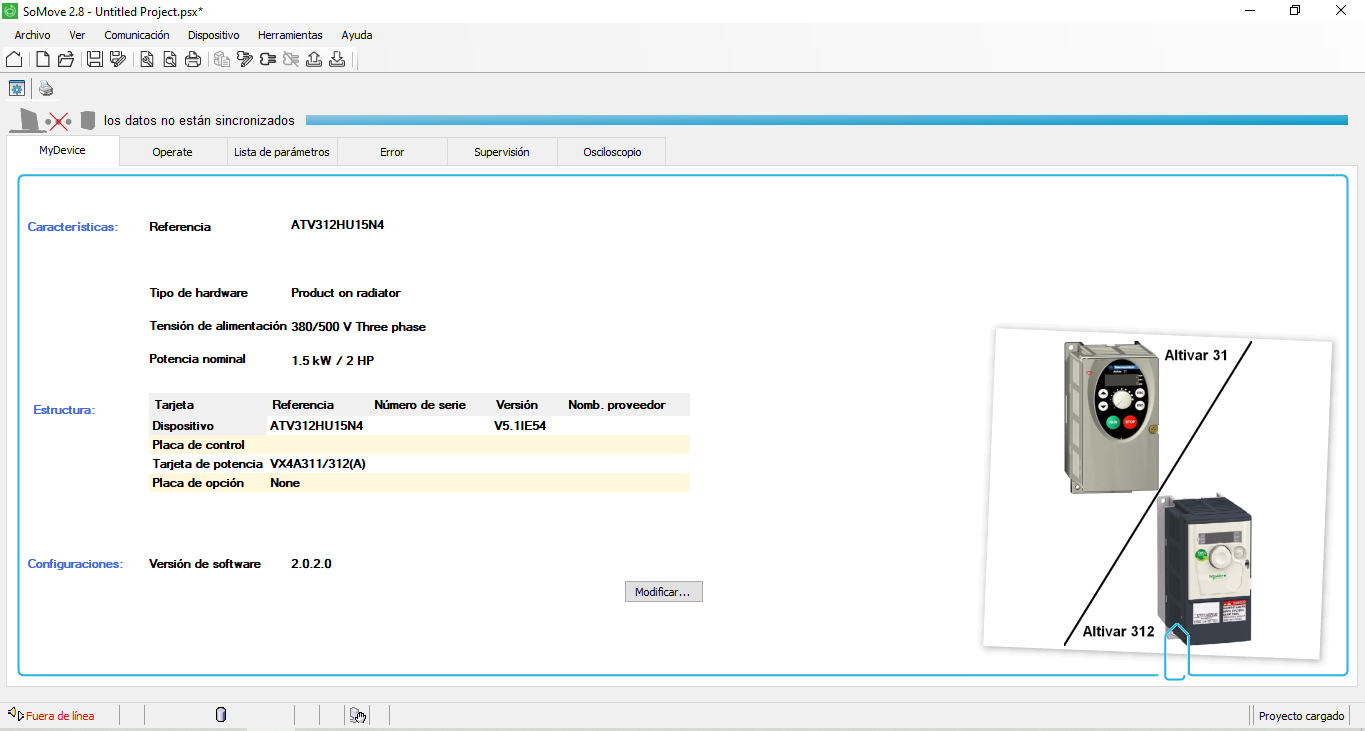 SoMove 2.8 - Untitled Project.psx*
Archivo Ver Comunicación Dispositivo Herramientas Ayuda
los datos no están sincronizados
MyDevice Operate Lista de parámetros Error Supervisión Osciloscopio
Características: Referencia ATV312HU15N4
Tipo de hardware Product on radiator
Tensión de alimentación 380/500 V Three phase
Potencia nominal 1.5 kW / 2 HP
Altivar 31
Estructura: Tarjeta Referencia Número de serie Versión Nomb. proveedor
Dispositivo ATV312HU15N4 V5.1IE54
Placa de control
Tarjeta de potencia VX4A311/312(A)
Placa de opción None
Configuraciones: Versión de software 2.0.2.0
Modificar...
Altivar 312
Fuera de línea Proyecto cargado